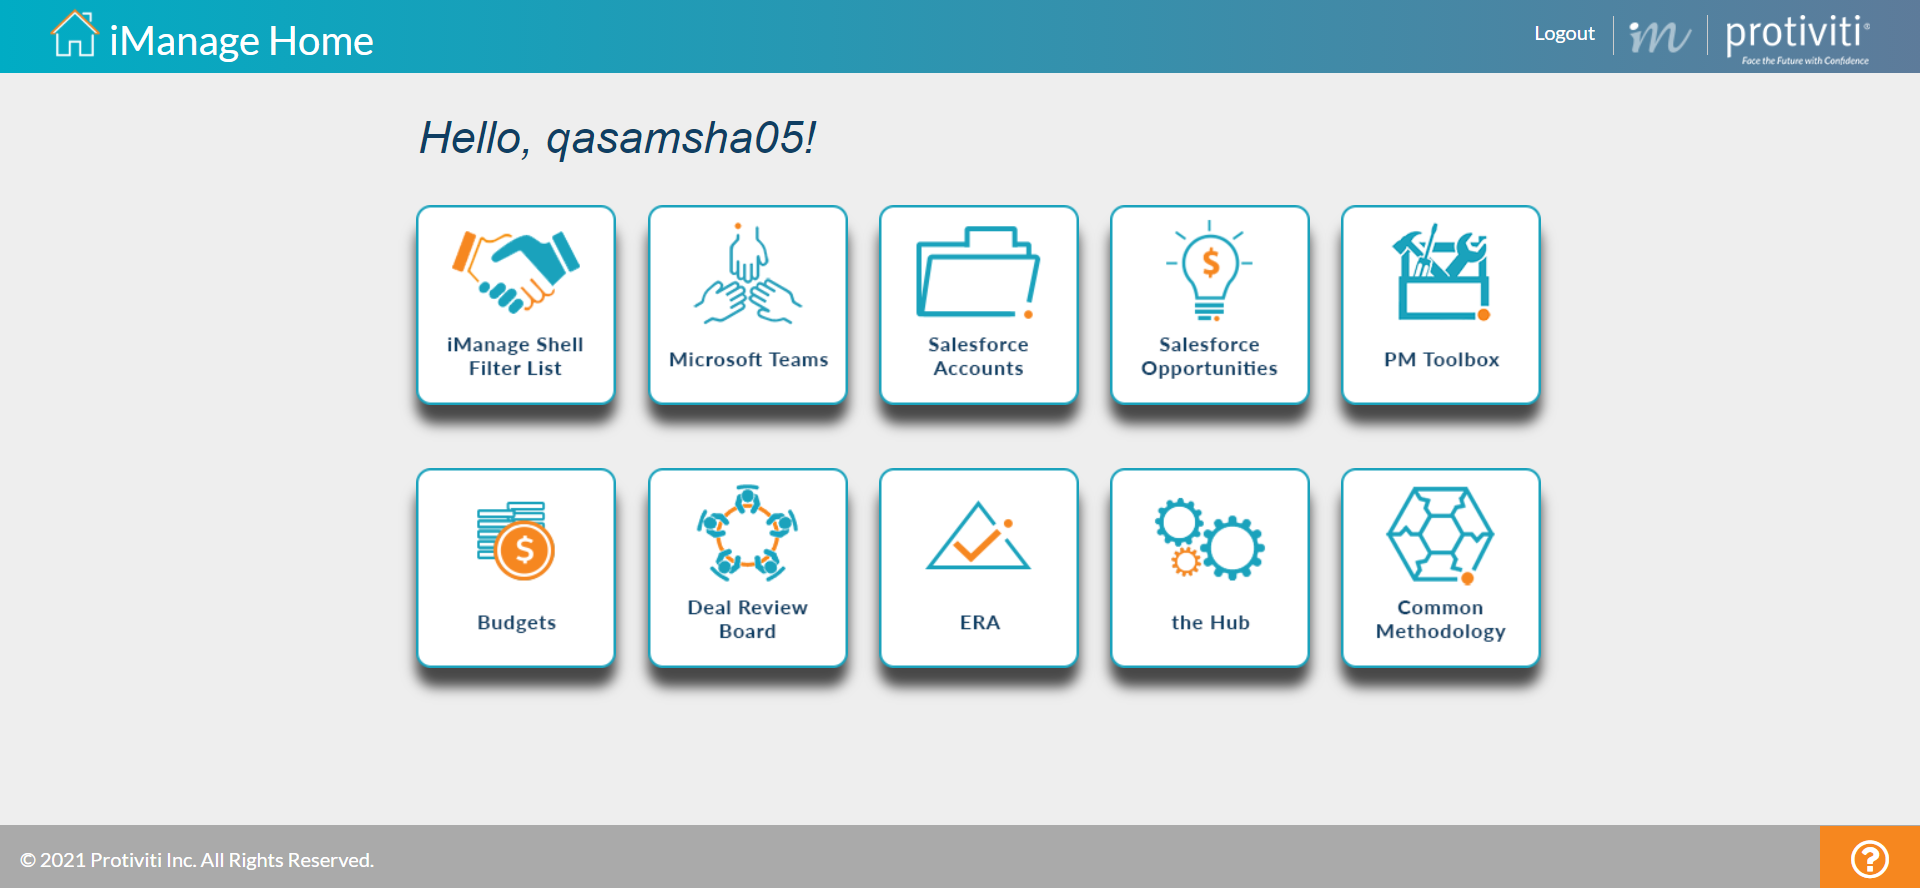 iManage Home
Logout
im
protiviti®
Face the Future with Confidence
Hello, qasamsha05!
iManage Shell
Filter List
Microsoft Teams
Salesforce
Accounts
$
Salesforce
Opportunities
PM Toolbox
$
Budgets
Deal Review
Board
ERA
the Hub
Common
Methodology
© 2021 Protiviti Inc. All Rights Reserved.
?